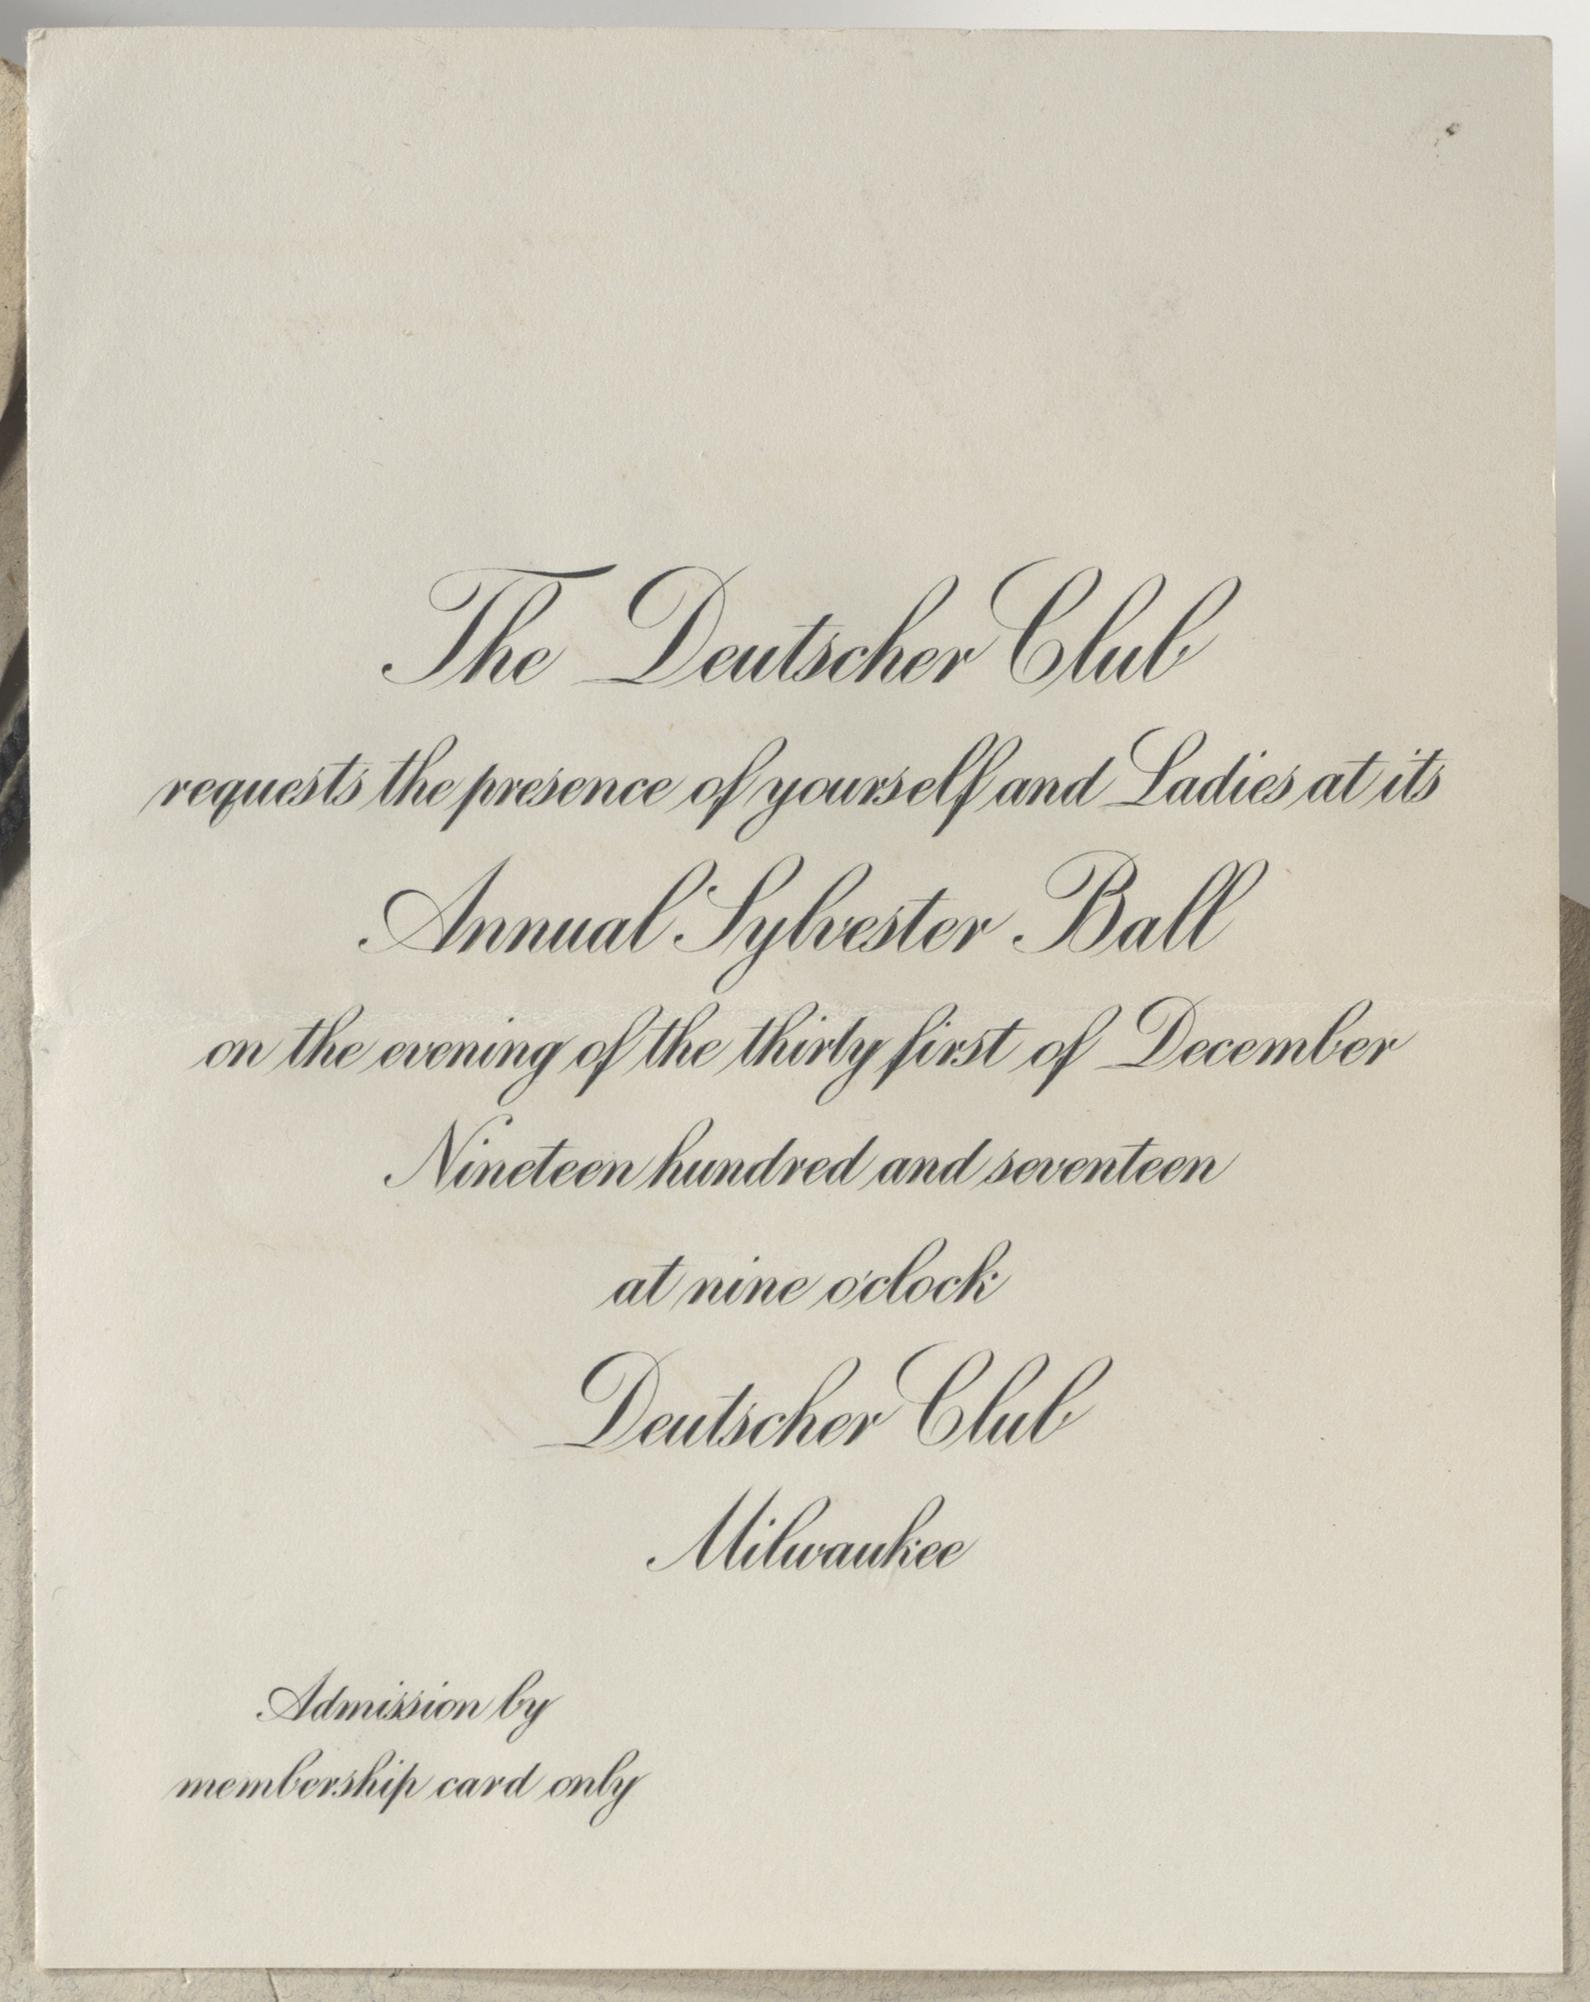 The Deutscher Club
requests the presence of yourself and Ladies at its
Annual Sylvester Ball
on the evening of the thirty first of December
Nineteen hundred and seventeen
at nine o'clock
Deutscher Club
Milwaukee
Admission by
membership card only